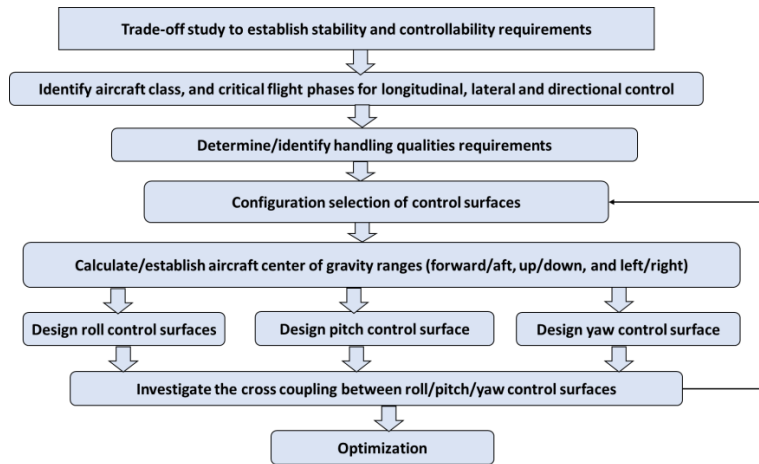 Trade-off study to establish stability and controllability requirements
Identify aircraft class, and critical flight phases for longitudinal, lateral and directional control
Determine/identify handling qualities requirements
Configuration selection of control surfaces
Calculate/establish aircraft center of gravity ranges (forward/aft, up/down, and left/right)
Design roll control surfaces
Design pitch control surface
Design yaw control surface
Investigate the cross coupling between roll/pitch/yaw control surfaces
Optimization